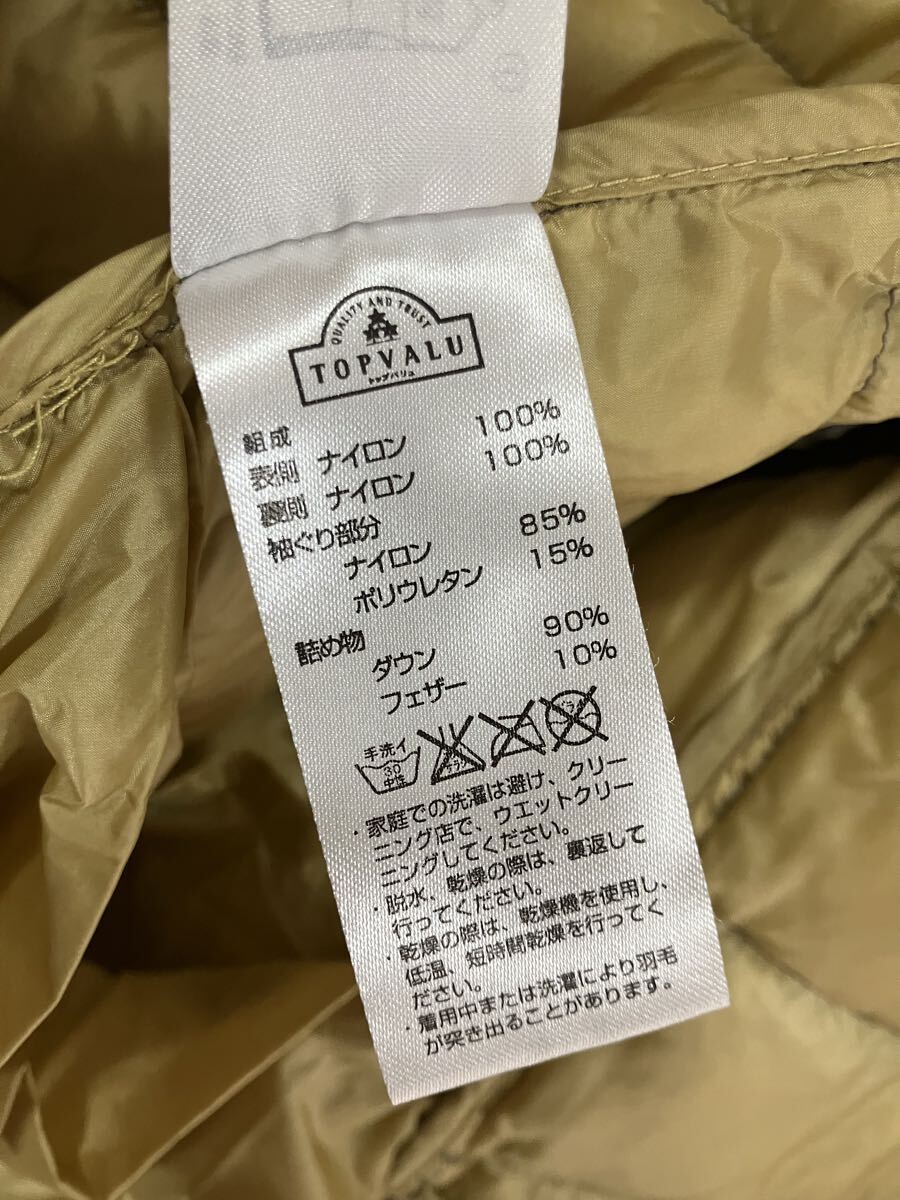 QUALITY AND TRUST
TOPVALU
トップバリュ
組成
表側 ナイロン 100%
裏側 ナイロン 100%
袖ぐり部分
ナイロン 85%
ポリウレタン 15%
詰め物
ダウン 90%
フェザー 10%
手洗イ
30
中性
・家庭での洗濯は避け、クリー
ニング店で、ウエットクリー
ニングしてください。
・脱水、乾燥の際は、裏返して
行ってください。
・乾燥の際は、乾燥機を使用し、
低温、短時間乾燥を行ってく
ださい。
・着用中または洗濯により羽毛
が突き出ることがあります。